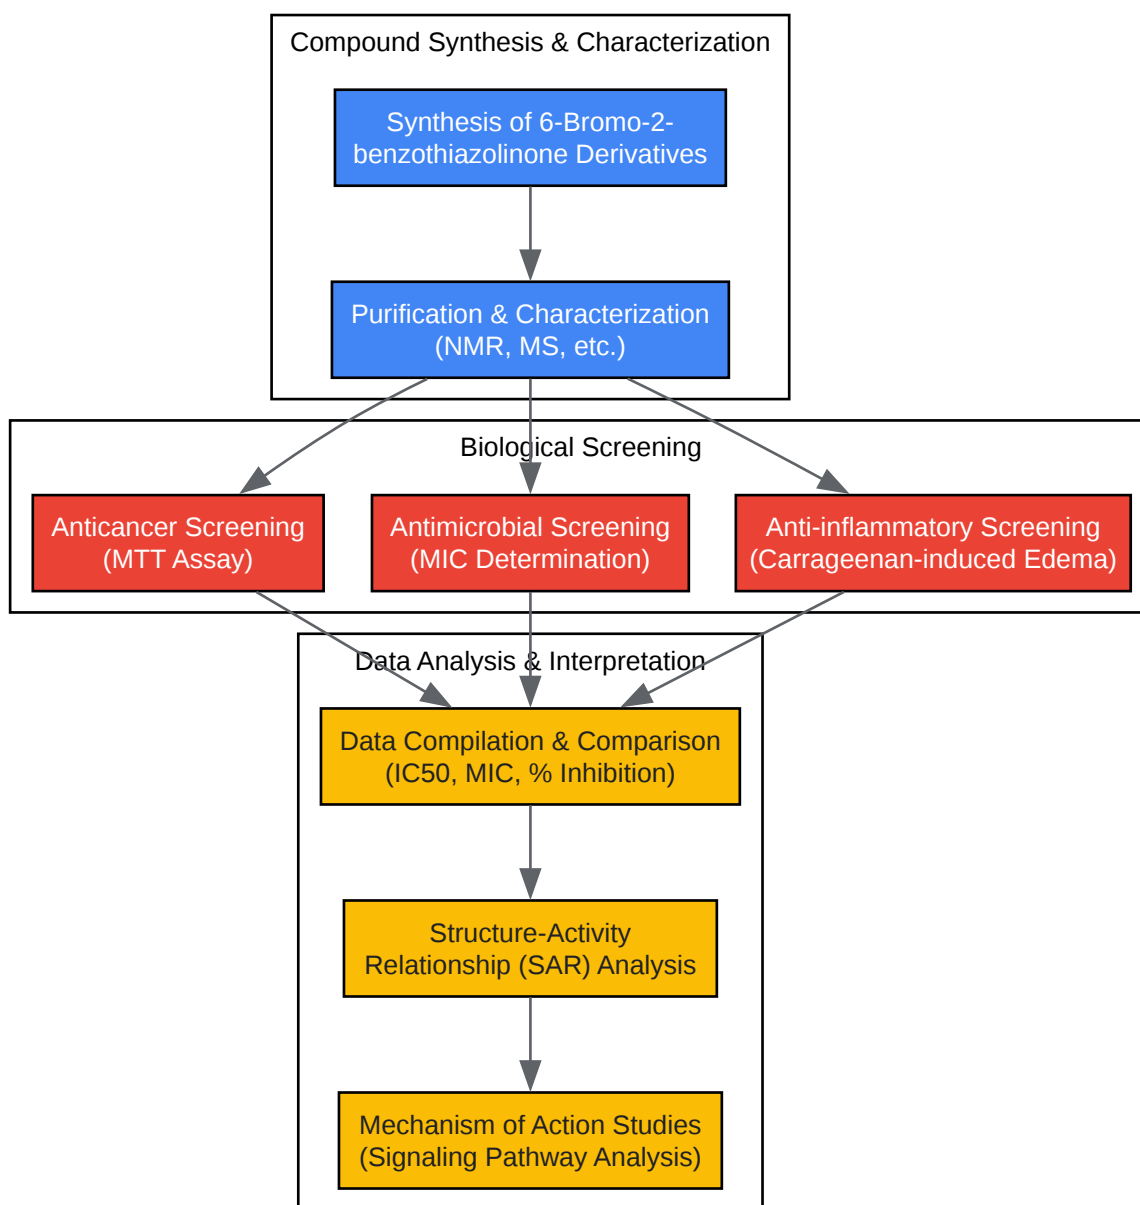 Compound Synthesis & Characterization
Synthesis of 6-Bromo-2-
benzothiazolinone Derivatives
Purification & Characterization
(NMR, MS, etc.)
Biological Screening
Anticancer Screening
(MTT Assay)
Antimicrobial Screening
(MIC Determination)
Anti-inflammatory Screening
(Carrageenan-induced Edema)
Data Analysis & Interpretation
Data Compilation & Comparison
(IC50, MIC, % Inhibition)
Structure-Activity
Relationship (SAR) Analysis
Mechanism of Action Studies
(Signaling Pathway Analysis)